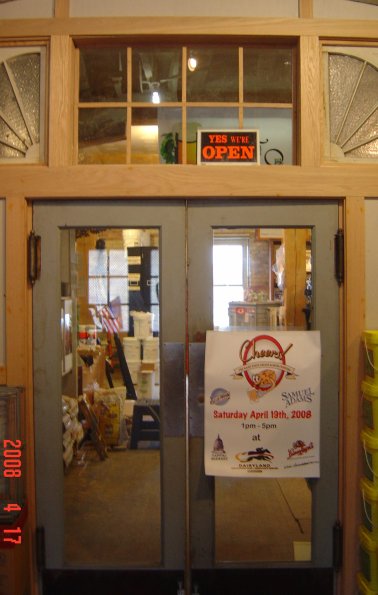 YES WE'RE
OPEN
Cheers!
SAMUEL
ADAMS
Saturday April 19th, 2008
1pm - 5pm
at
DAIRYLAND
2008 4 17